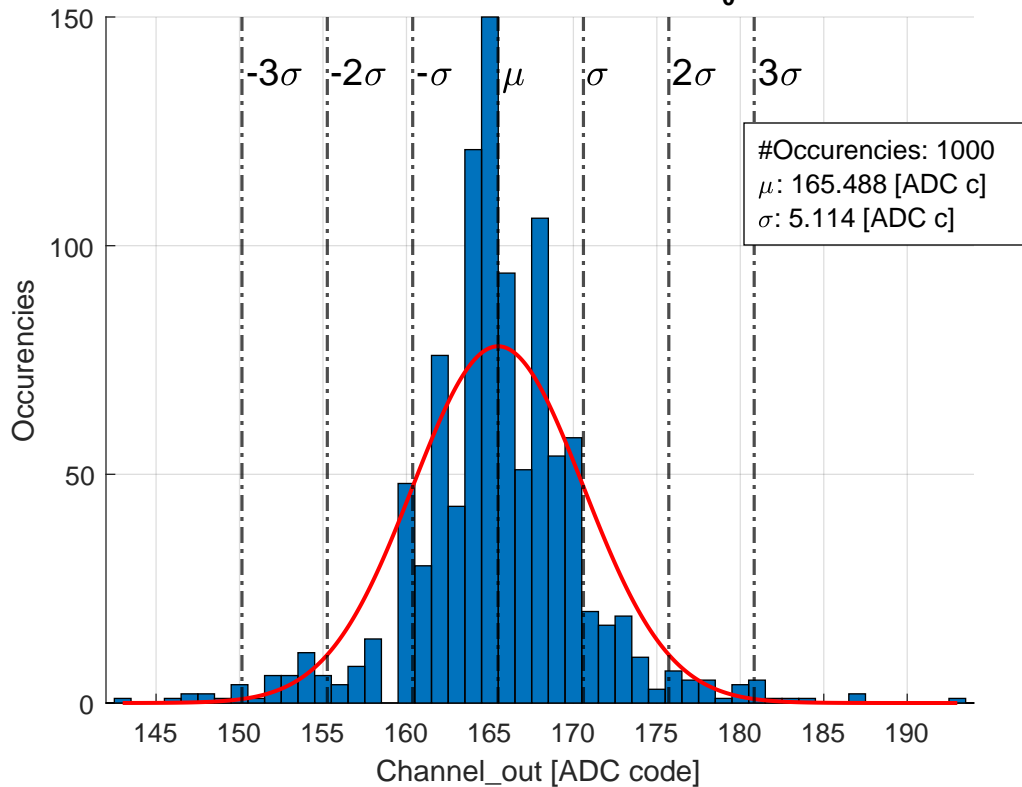 150
100
50
0
Occurencies
-3σ
-2σ
-σ
μ
σ
2σ
3σ
#Occurencies: 1000
μ: 165.488 [ADC c]
σ: 5.114 [ADC c]
145 150 155 160 165 170 175 180 185 190
Channel_out [ADC code]